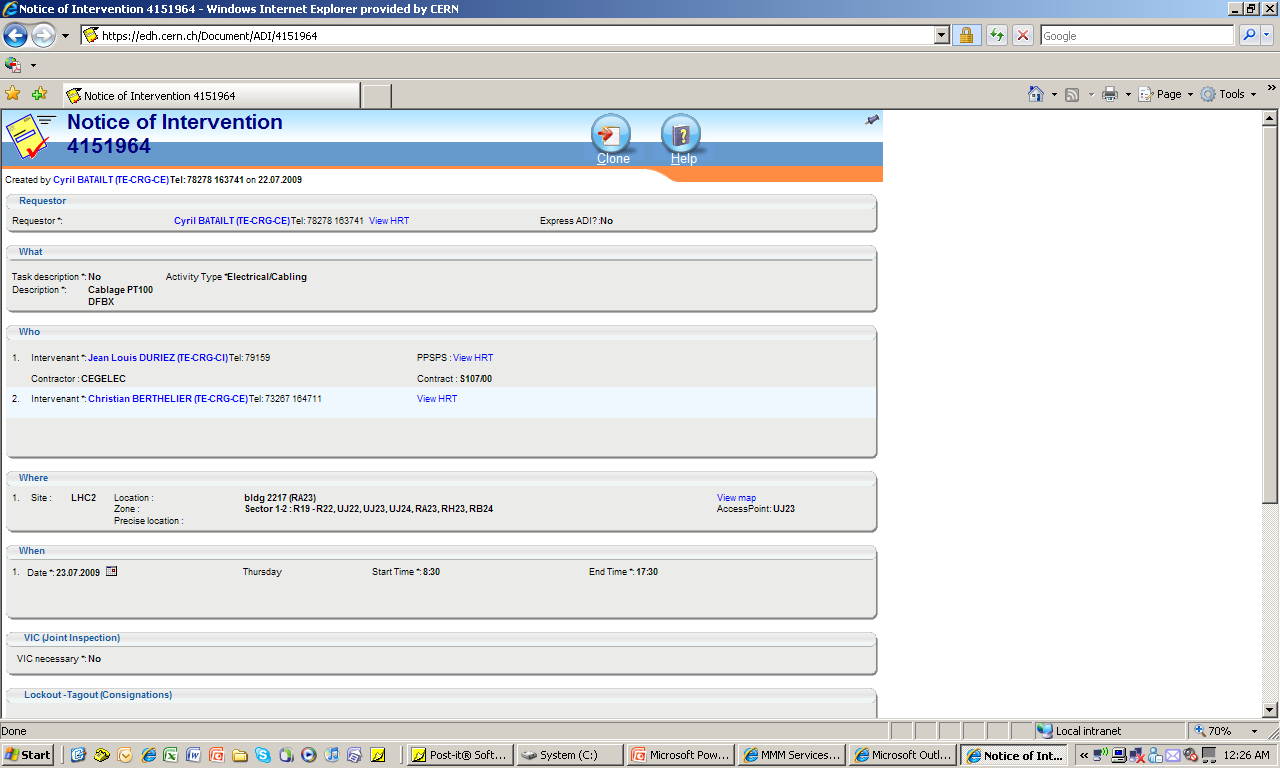 Notice of Intervention 4151964 - Windows Internet Explorer provided by CERN
https://edh.cern.ch/Document/ADI/4151964
Google
Notice of Intervention 4151964
Page Tools »
Notice of Intervention
4151964
Clone Help
Created by Cyril BATAILT (TE-CRG-CE)Tel: 78278 163741 on 22.07.2009
Requestor
Requestor *: Cyril BATAILT (TE-CRG-CE)Tel: 78278 163741 View HRT Express ADI?:No
What
Task description *: No Activity Type *Electrical/Cabling
Description *: Cablage PT100
DFBX
Who
1. Intervenant *: Jean Louis DURIEZ (TE-CRG-CI)Tel: 79159 PPSPS : View HRT
Contractor : CEGELEC Contract : S107/00
2. Intervenant *: Christian BERTHELIER (TE-CRG-CE)Tel: 73267 164711 View HRT
Where
1. Site : LHC2 Location : bldg 2217 (RA23) View map
Zone : Sector 1-2 : R19 - R22, UJ22, UJ23, UJ24, RA23, RH23, RB24 AccessPoint: UJ23
Precise location :
When
1. Date *: 23.07.2009 Thursday Start Time *: 8:30 End Time *: 17:30
VIC (Joint Inspection)
VIC necessary *: No
Lockout -Tagout (Consignations)
Done Local intranet 70%
Start Post-it® Soft... System (C:) Microsoft Pow... MMM Services... Microsoft Outl... Notice of Int... « 12:26 AM